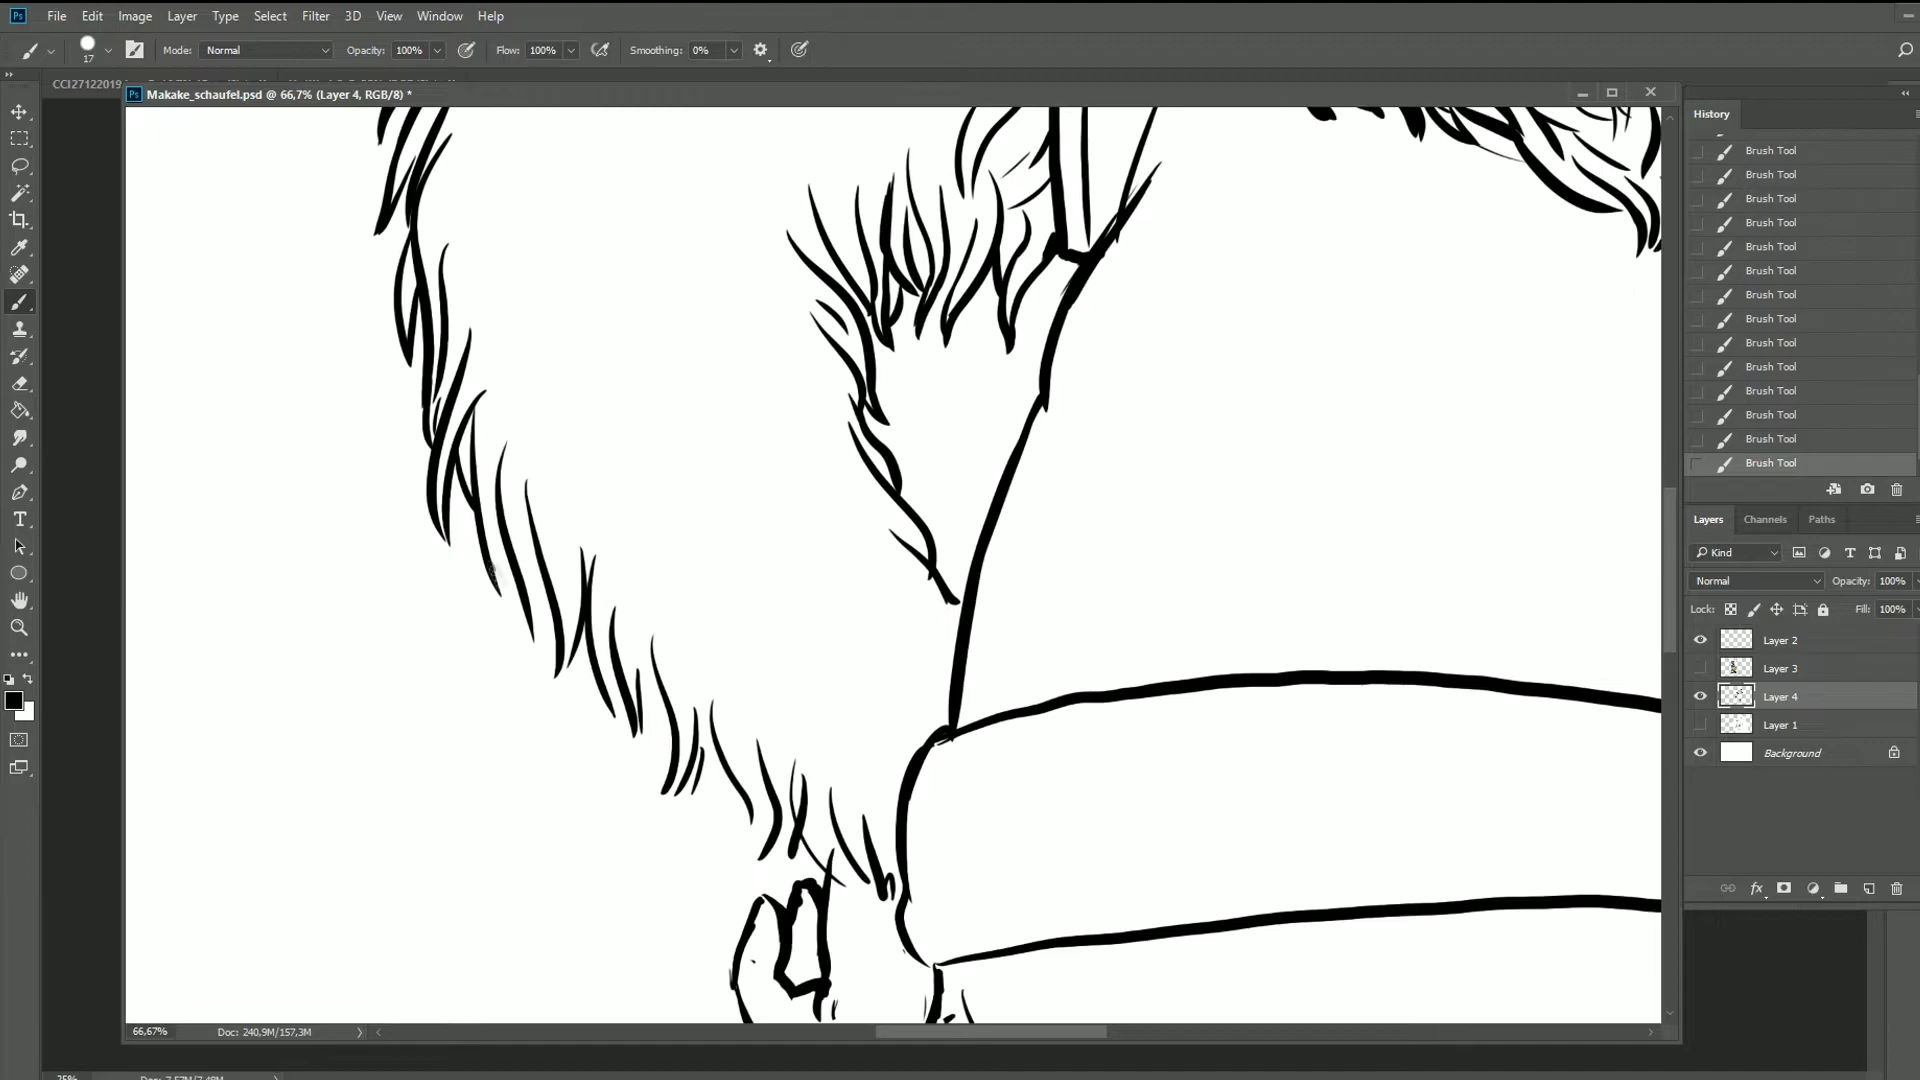 Ps File Edit Image Layer Type Select Filter 3D View Window Help
17 Mode: Normal Opacity: 100% Flow: 100% Smoothing: 0%
CCI27122019
Ps Makake_schaufel.psd @ 66,7% (Layer 4, RGB/8) *
History
Brush Tool
Brush Tool
Brush Tool
Brush Tool
Brush Tool
Brush Tool
Brush Tool
Brush Tool
Brush Tool
Brush Tool
Brush Tool
Brush Tool
Brush Tool
Brush Tool
Layers Channels Paths
Kind
Normal Opacity: 100%
Lock: Fill: 100%
Layer 2
Layer 3
Layer 4
Layer 1
Background
fx
66,67% Doc: 240,9M/157,3M